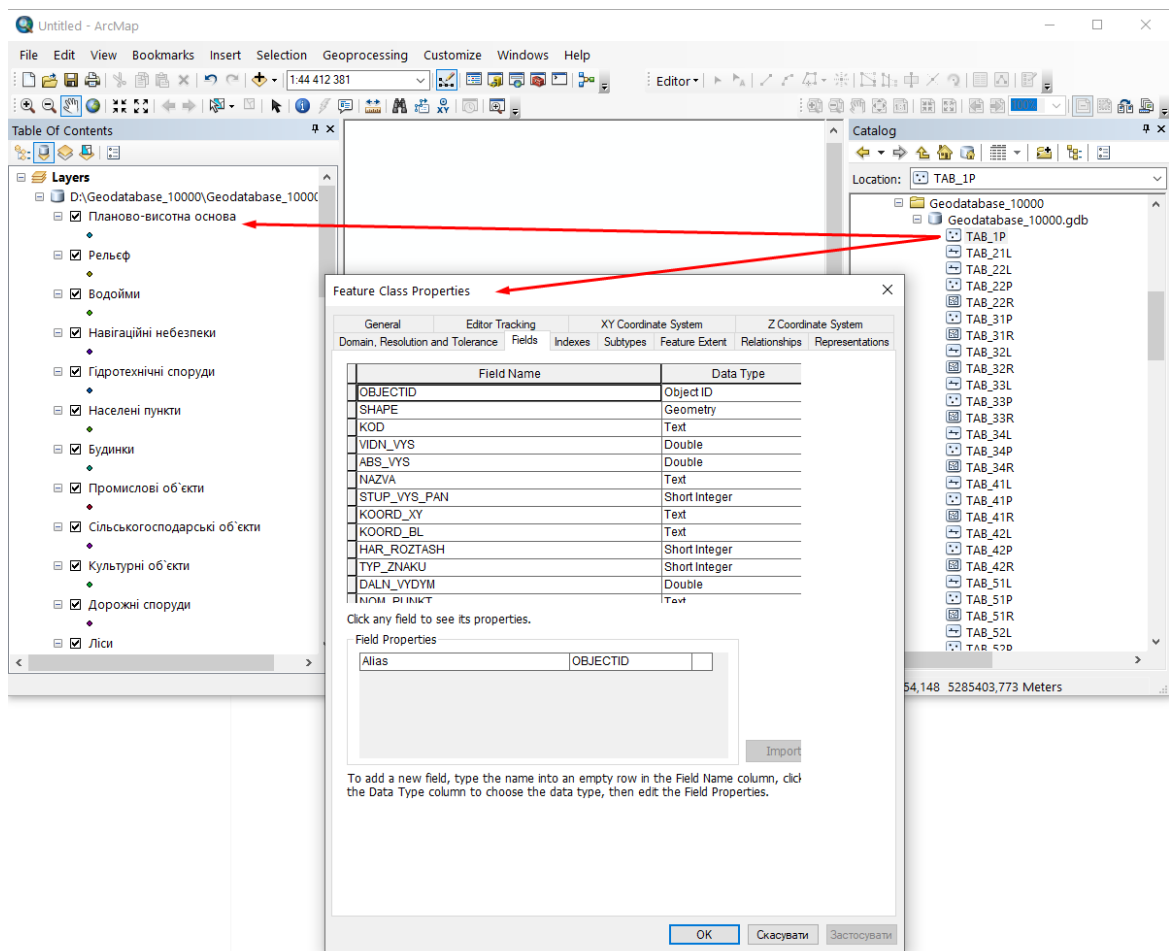 Untitled - ArcMap
File Edit View Bookmarks Insert Selection Geoprocessing Customize Windows Help
1:44 412 381
Editor
Table Of Contents
Layers
D:\Geodatabase_10000\Geodatabase_1000
Планово-висотна основа
Рельєф
Водойми
Навігаційні небезпеки
Гідротехнічні споруди
Населені пункти
Будинки
Промислові об`єкти
Сільськогосподарські об`єкти
Культурні об`єкти
Дорожні споруди
Ліси
Feature Class Properties
General Editor Tracking XY Coordinate System Z Coordinate System
Domain, Resolution and Tolerance Fields Indexes Subtypes Feature Extent Relationships Representations
Field Name Data Type
OBJECTID Object ID
SHAPE Geometry
KOD Text
VIDN_VYS Double
ABS_VYS Double
NAZVA Text
STUP_VYS_PAN Short Integer
KOORD_XY Text
KOORD_BL Text
HAR_ROZTASH Short Integer
TYP_ZNAKU Short Integer
DALN_VYDYM Double
NOM_PUNKT Text
Click any field to see its properties.
Field Properties
Alias OBJECTID
Import
To add a new field, type the name into an empty row in the Field Name column, click
the Data Type column to choose the data type, then edit the Field Properties.
OK Скасувати Застосувати
Catalog
Location: TAB_1P
Geodatabase_10000
Geodatabase_10000.gdb
TAB_1P
TAB_21L
TAB_22L
TAB_22P
TAB_22R
TAB_31P
TAB_31R
TAB_32L
TAB_32R
TAB_33L
TAB_33P
TAB_33R
TAB_34L
TAB_34P
TAB_34R
TAB_41L
TAB_41P
TAB_41R
TAB_42L
TAB_42P
TAB_42R
TAB_51L
TAB_51P
TAB_51R
TAB_52L
TAB_52P
54,148 5285403,773 Meters